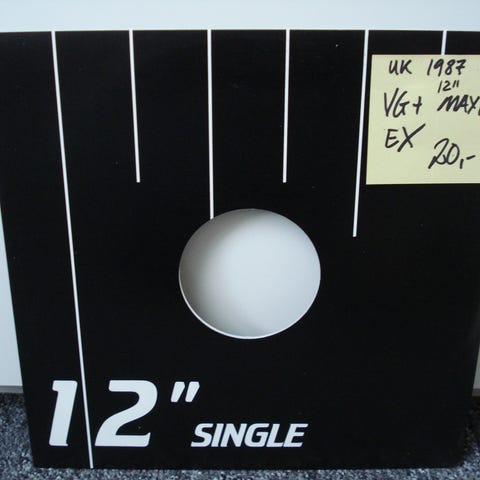 UK 1987
12"
VG+ MAXI
EX
20,-
12" SINGLE